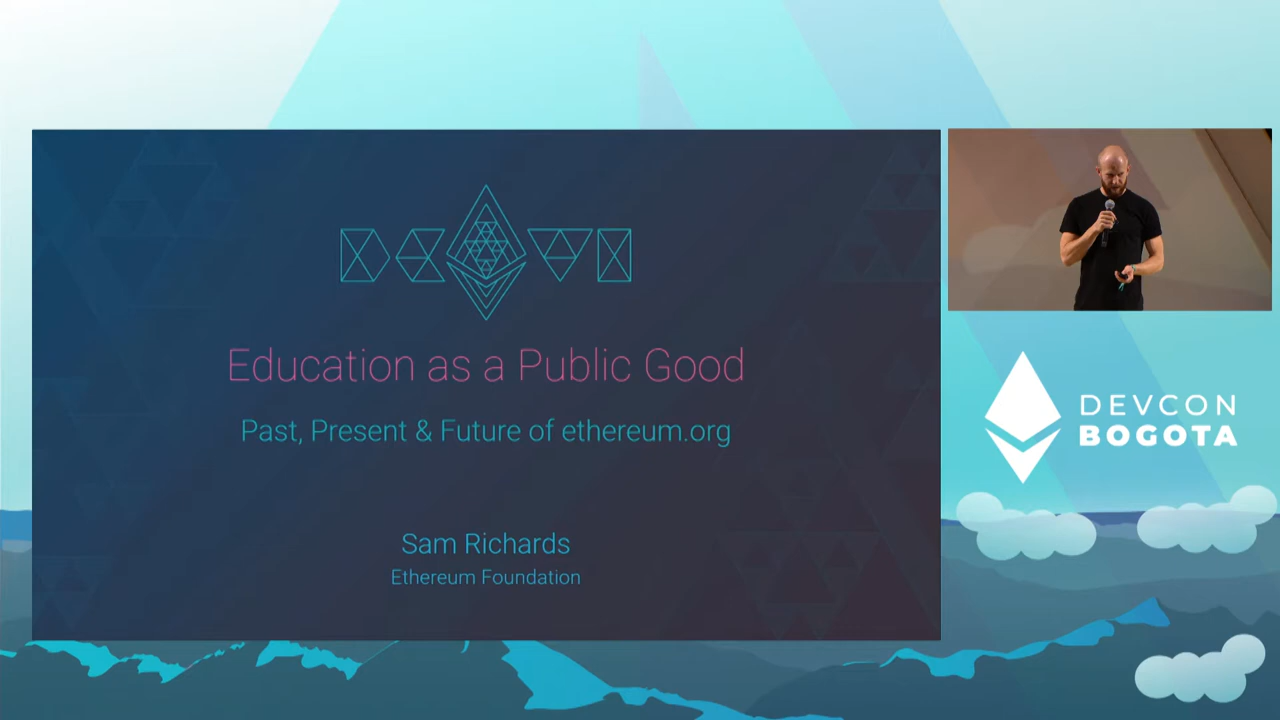 Education as a Public Good
Past, Present & Future of ethereum.org
Sam Richards
Ethereum Foundation
DEVCON
BOGOTA